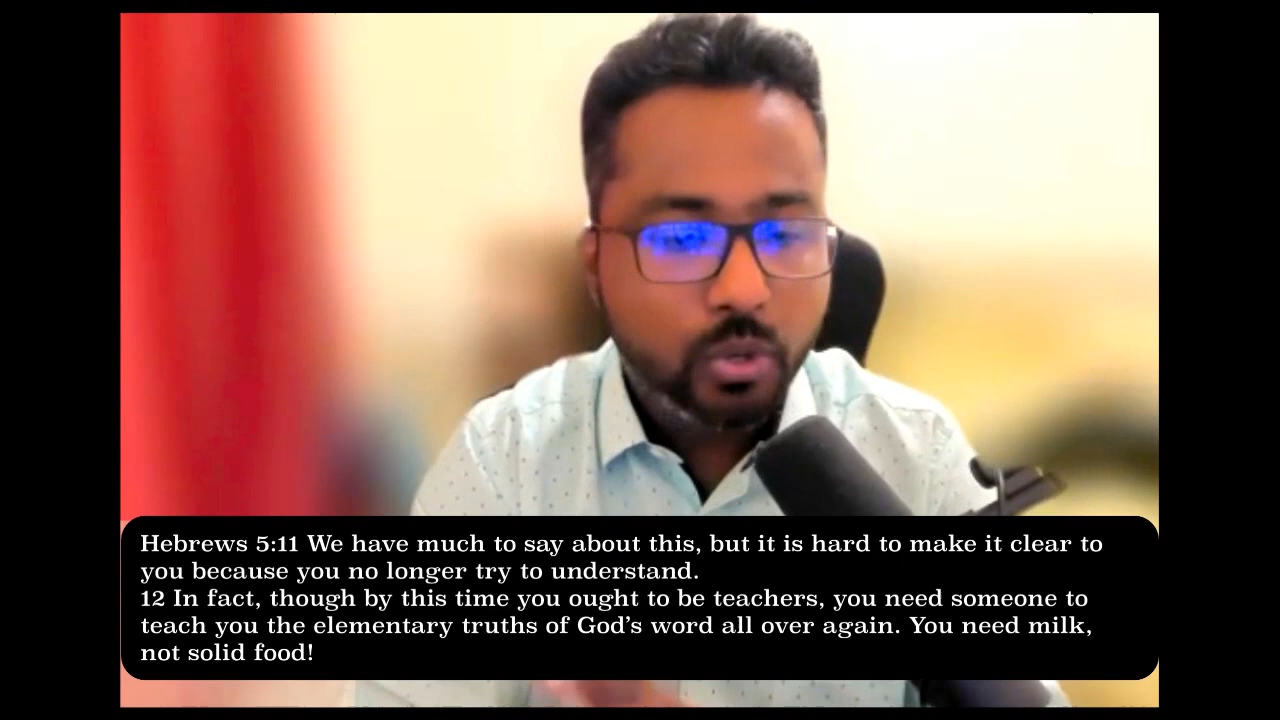 Hebrews 5:11 We have much to say about this, but it is hard to make it clear to
you because you no longer try to understand.
12 In fact, though by this time you ought to be teachers, you need someone to
teach you the elementary truths of God’s word all over again. You need milk,
not solid food!